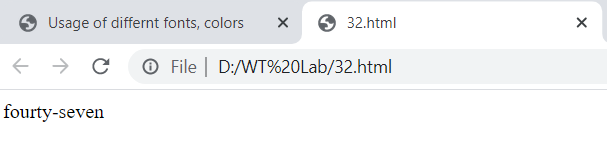 Usage of differnt fonts, colors
32.html
File | D:/WT%20Lab/32.html
fourty-seven